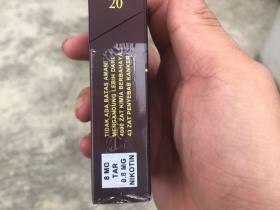 20
TIDAK ADA BATAS AMAN!
MENGANDUNG LEBIH DARI
4000 ZAT KIMIA BERBAHAYA
43 ZAT PENYEBAB KANKER
8 MG
TAR
0.8 MG
NIKOTIN